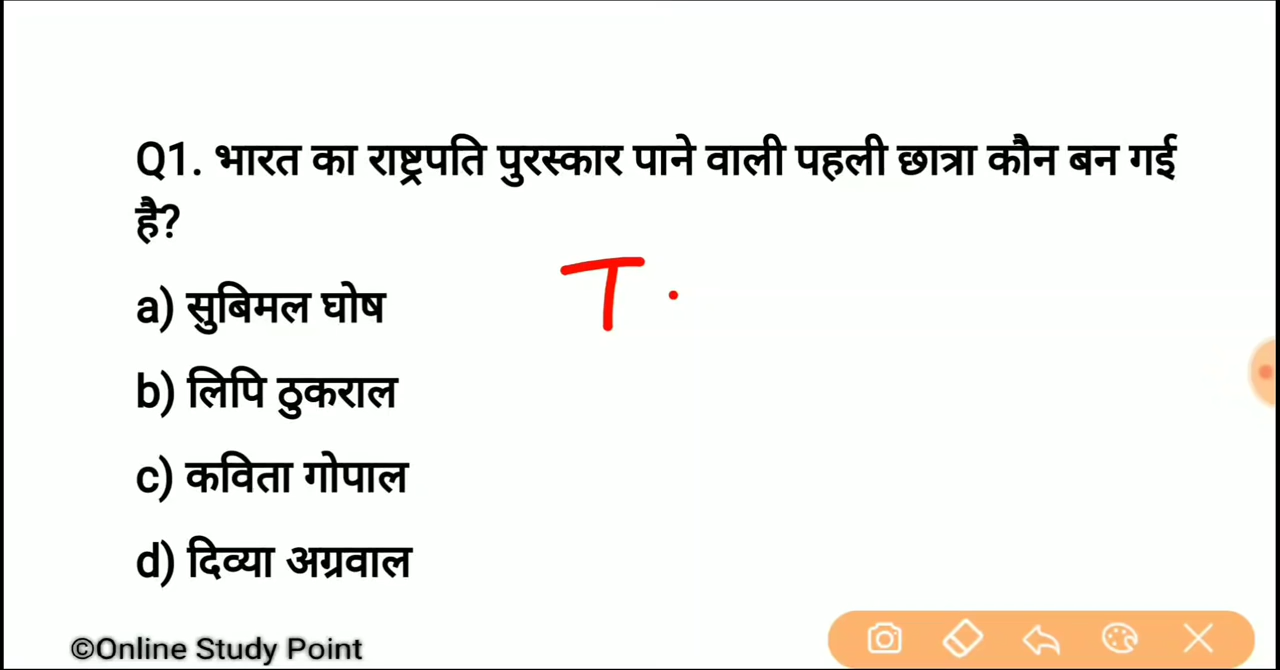 Q1. भारत का राष्ट्रपति पुरस्कार पाने वाली पहली छात्रा कौन बन गई
है?
T.
a) सुबिमल घोष
b) लिपि ठुकराल
c) कविता गोपाल
d) दिव्या अग्रवाल
©Online Study Point